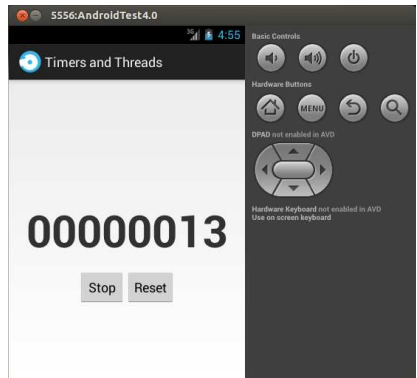 5556:AndroidTest4.0
3G 4:55
Timers and Threads
00000013
Stop Reset
Basic Controls
Hardware Buttons
MENU
DPAD not enabled in AVD
Hardware Keyboard not enabled in AVD
Use on screen keyboard